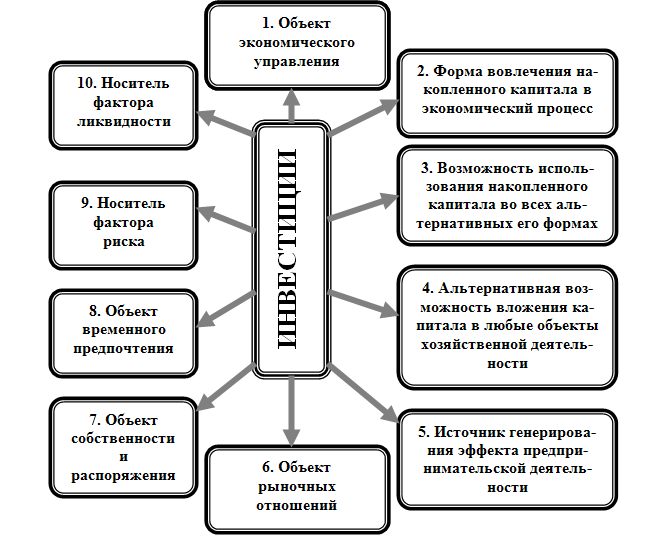 1. Объект
экономического
управления
2. Форма вовлечения на-
копленного капитала в
экономический процесс
3. Возможность исполь-
зования накопленного
капитала во всех аль-
тернативных его формах
4. Альтернативная воз-
можность вложения ка-
питала в любые объекты
хозяйственной деятель-
ности
5. Источник генерирова-
ния эффекта предпри-
нимательской деятель-
ности
6. Объект
рыночных
отношений
7. Объект
собственности
и
распоряжения
8. Объект
временного
предпочтения
9. Носитель
фактора
риска
10. Носитель
фактора
ликвидности
ИНВЕСТИЦИИ